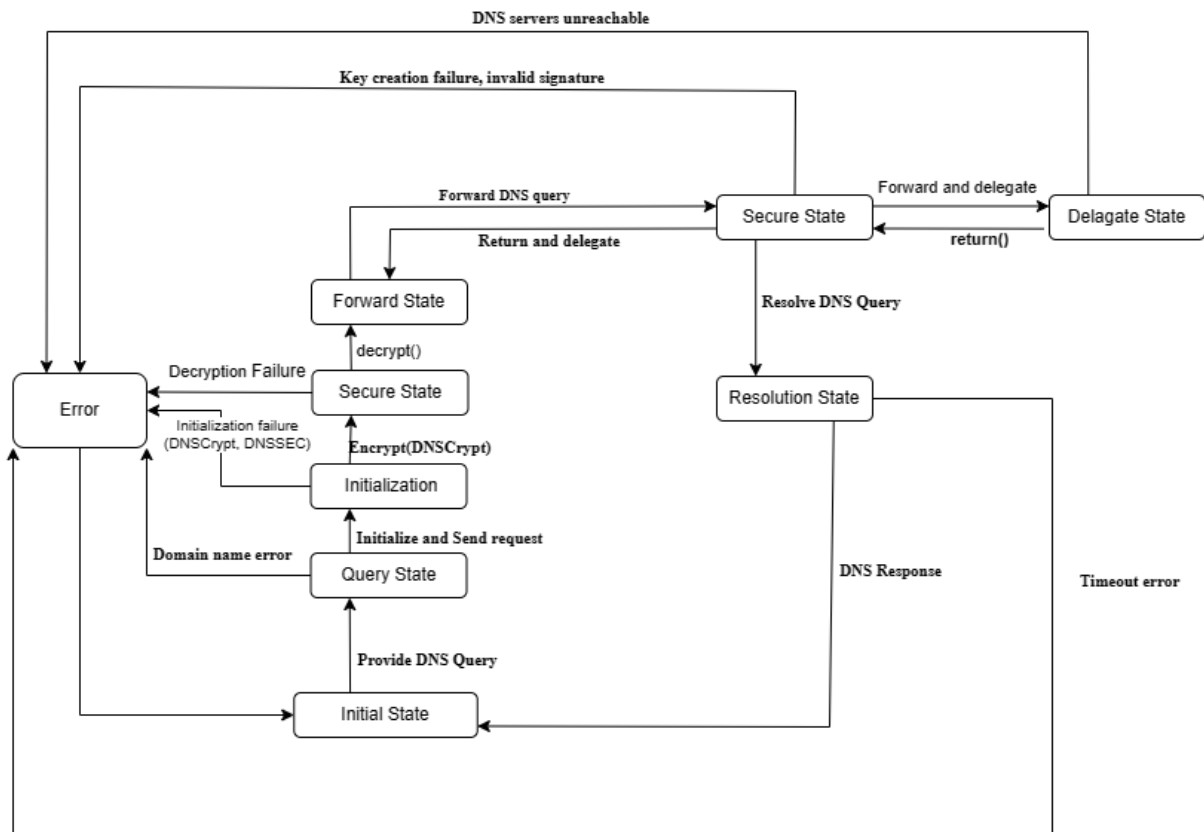 DNS servers unreachable
Key creation failure, invalid signature
Forward DNS query
Secure State
Forward and delegate
Delagate State
Return and delegate
return()
Forward State
Resolve DNS Query
decrypt()
Decryption Failure
Secure State
Resolution State
Error
Initialization failure
(DNSCrypt, DNSSEC)
Encrypt(DNSCrypt)
Initialization
Initialize and Send request
Domain name error
Query State
DNS Response
Timeout error
Provide DNS Query
Initial State